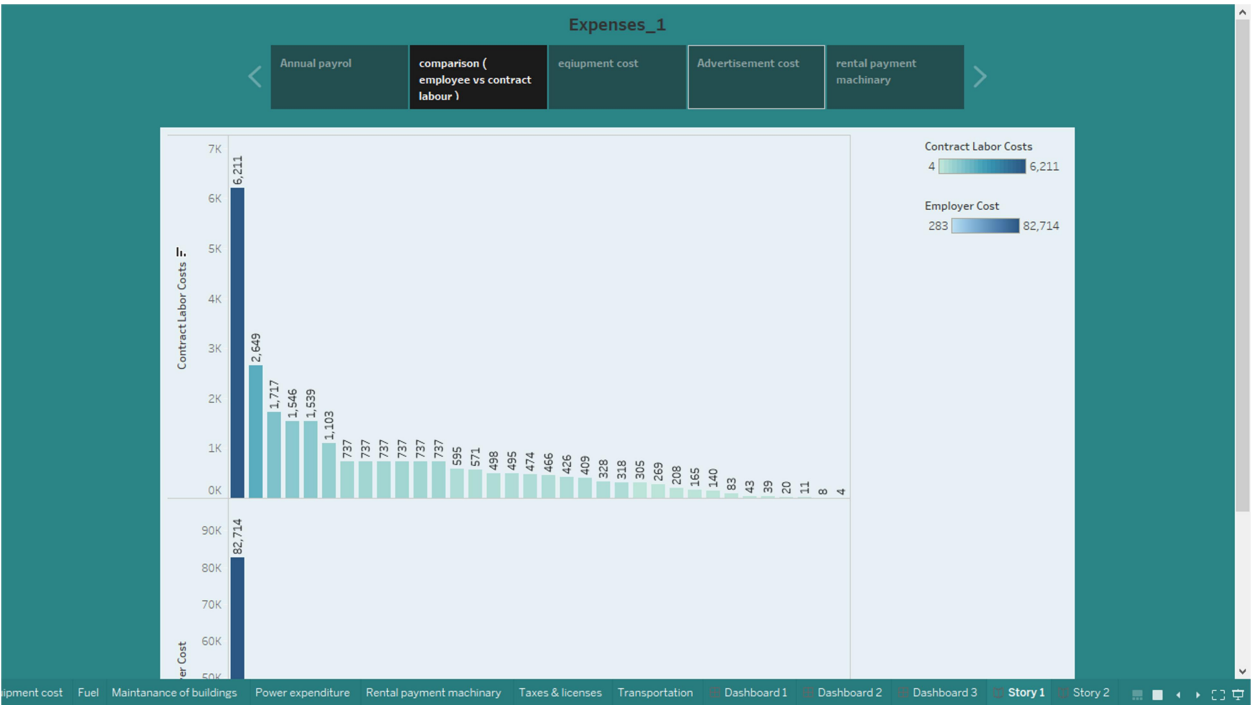 Expenses_1
Annual payrol
comparison (
employee vs contract
labour )
eqiupment cost
Advertisement cost
rental payment
machinary
Contract Labor Costs
4
6,211
Employer Cost
283
82,714
Contract Labor Costs
7K
6K
5K
4K
3K
2K
1K
0K
6,211
2,649
1,717
1,546
1,539
1,103
737
737
737
737
737
737
595
571
498
495
474
466
426
409
328
318
305
269
208
165
140
83
43
39
20
11
8
4
er Cost
90K
80K
70K
60K
50K
82,714
ipment cost
Fuel
Maintanance of buildings
Power expenditure
Rental payment machinary
Taxes & licenses
Transportation
Dashboard 1
Dashboard 2
Dashboard 3
Story 1
Story 2